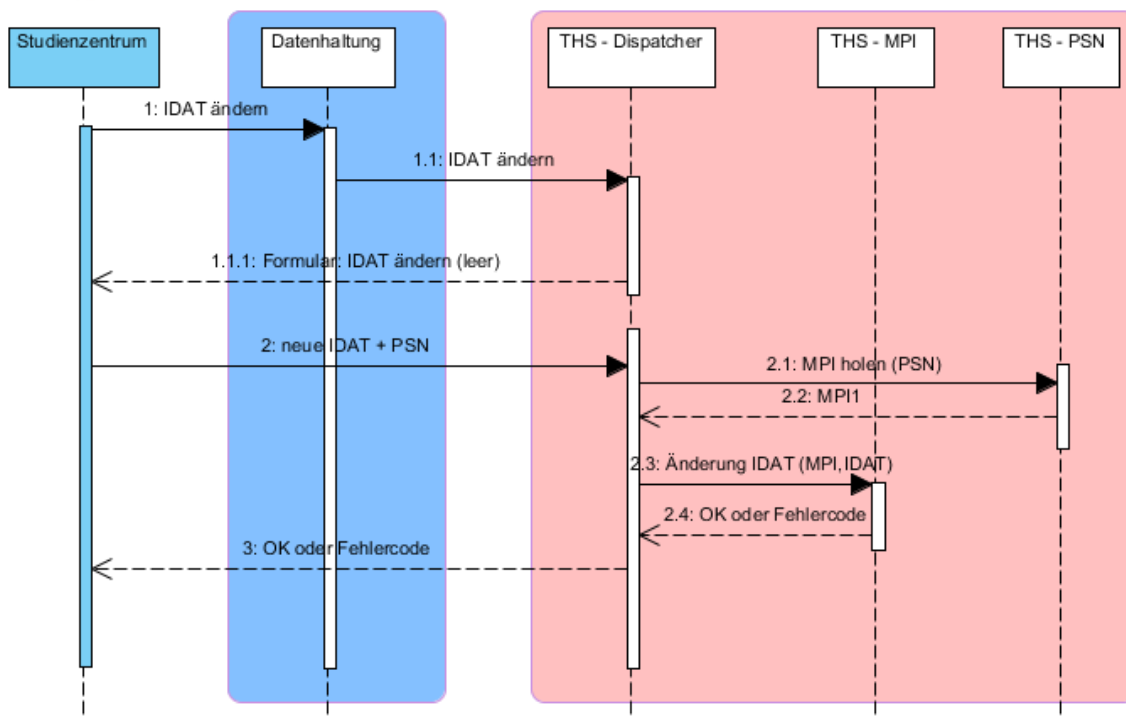 Studienzentrum
Datenhaltung
THS - Dispatcher
THS - MPI
THS - PSN
1: IDAT ändern
1.1: IDAT ändern
1.1.1: Formular: IDAT ändern (leer)
2: neue IDAT + PSN
2.1: MPI holen (PSN)
2.2: MPI1
2.3: Änderung IDAT (MPI,IDAT)
2.4: OK oder Fehlercode
3: OK oder Fehlercode